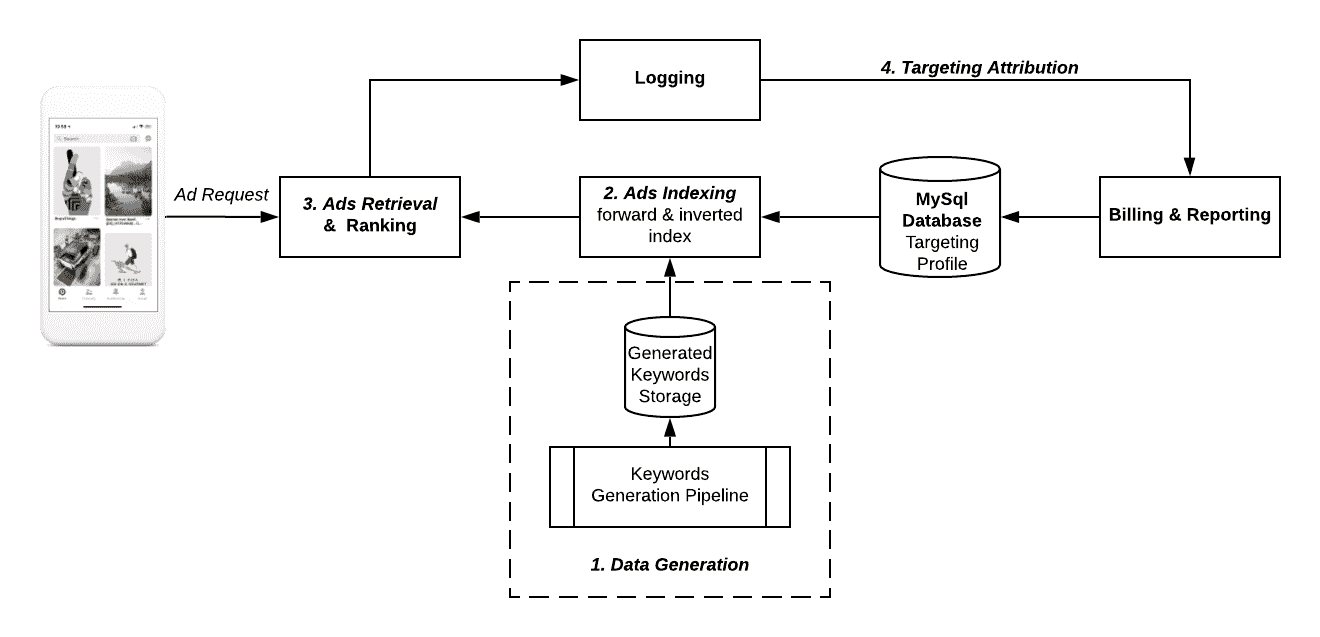 Logging
4. Targeting Attribution
Search
Ad Request
3. Ads Retrieval
& Ranking
2. Ads Indexing
forward & inverted
index
MySql
Database
Targeting
Profile
Billing & Reporting
Generated
Keywords
Storage
Keywords
Generation Pipeline
1. Data Generation